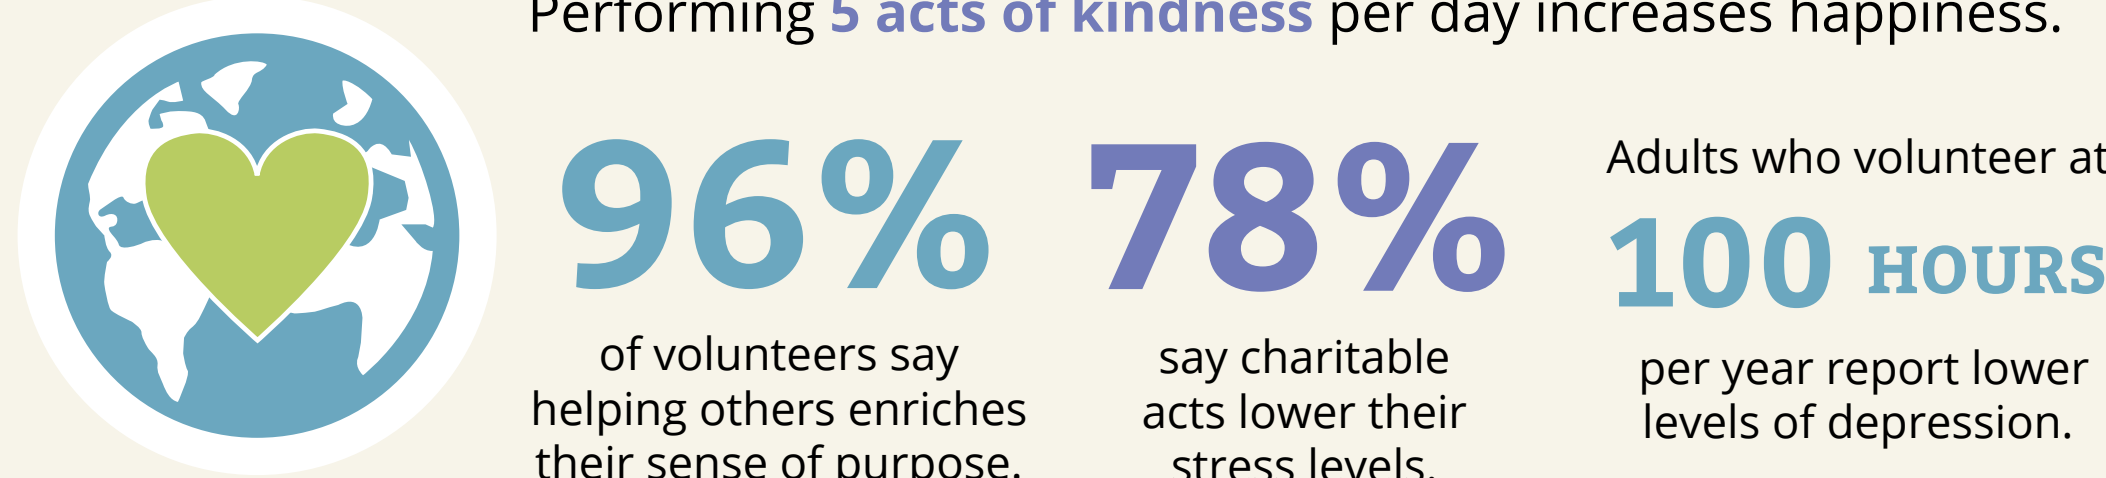 Performing 5 acts of kindness per day increases happiness.
96%
of volunteers say
helping others enriches
their sense of purpose.
78%
say charitable
acts lower their
stress levels.
Adults who volunteer at
100 HOURS
per year report lower
levels of depression.